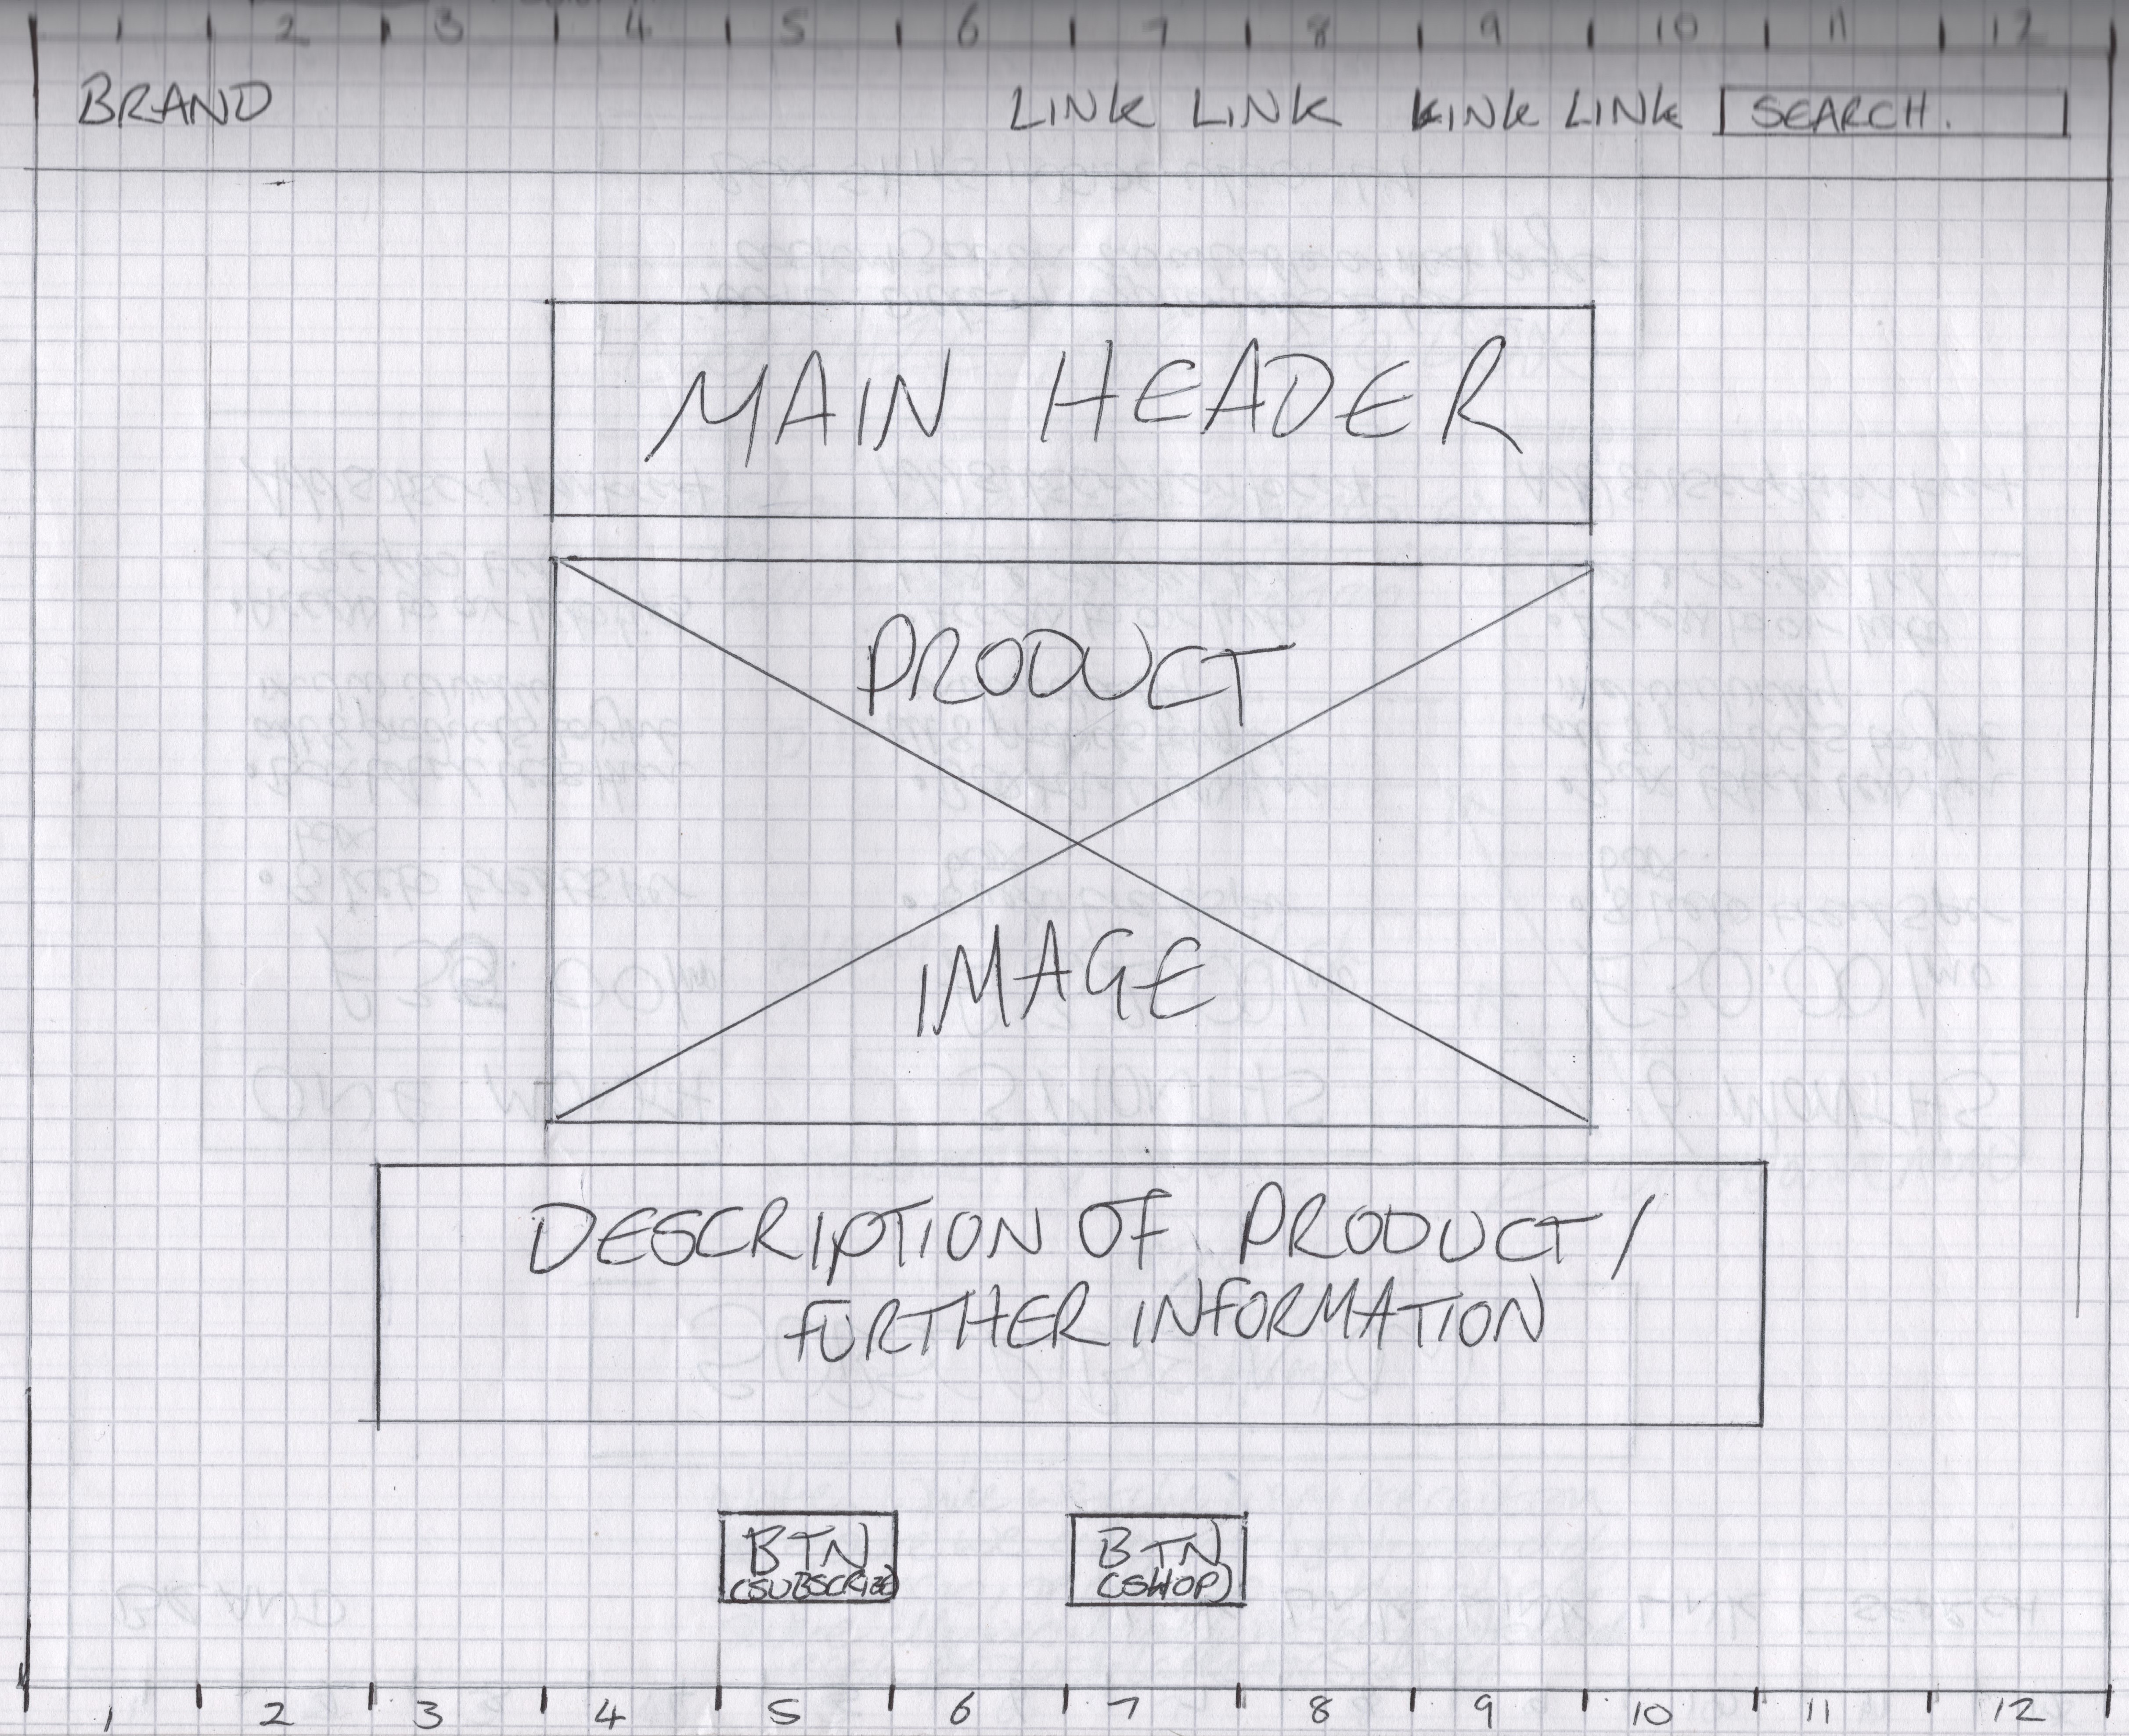 2 3 4 5 6 7 8 9 10 11 12
BRAND LINK LINK LINK LINK SEARCH.
MAIN HEADER
PRODUCT
IMAGE
DESCRIPTION OF PRODUCT /
FURTHER INFORMATION
BTN BTN
(SUBSCRIBE) (SHOP)
1 2 3 4 5 6 7 8 9 10 11 12